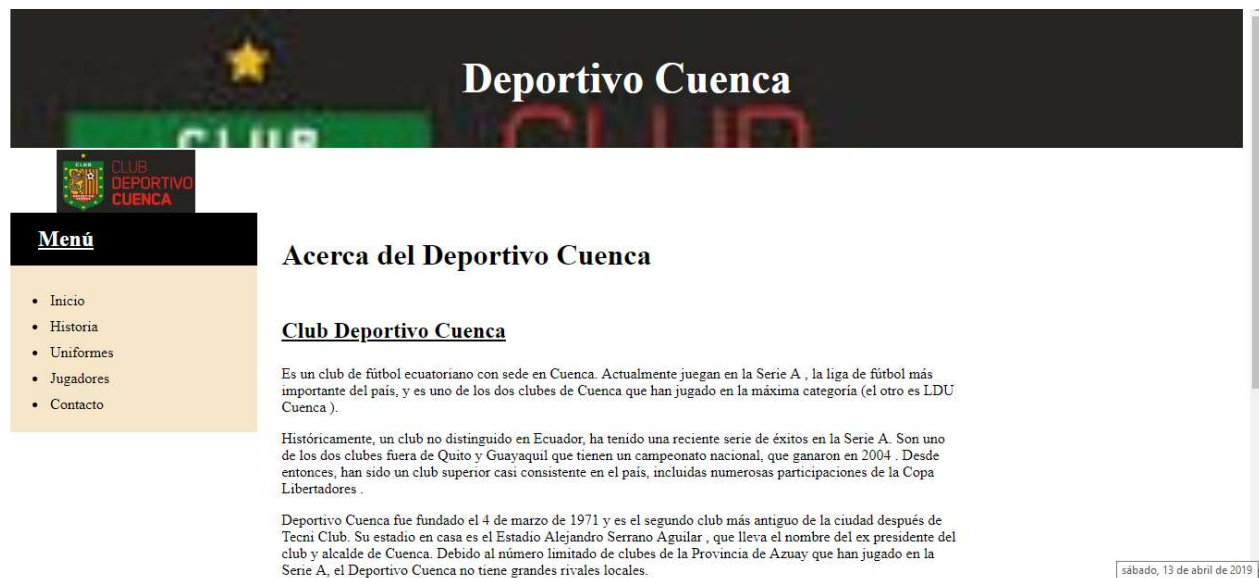 Deportivo Cuenca
CLUB
CLUB
CLUB
CLUB
DEPORTIVO
CUENCA
Menú
• Inicio
• Historia
• Uniformes
• Jugadores
• Contacto
Acerca del Deportivo Cuenca
Club Deportivo Cuenca
Es un club de fútbol ecuatoriano con sede en Cuenca. Actualmente juegan en la Serie A , la liga de fútbol más
importante del país, y es uno de los dos clubes de Cuenca que han jugado en la máxima categoría (el otro es LDU
Cuenca ).
Históricamente, un club no distinguido en Ecuador, ha tenido una reciente serie de éxitos en la Serie A. Son uno
de los dos clubes fuera de Quito y Guayaquil que tienen un campeonato nacional, que ganaron en 2004 . Desde
entonces, han sido un club superior casi consistente en el país, incluidas numerosas participaciones de la Copa
Libertadores .
Deportivo Cuenca fue fundado el 4 de marzo de 1971 y es el segundo club más antiguo de la ciudad después de
Tecni Club. Su estadio en casa es el Estadio Alejandro Serrano Aguilar , que lleva el nombre del ex presidente del
club y alcalde de Cuenca. Debido al número limitado de clubes de la Provincia de Azuay que han jugado en la
Serie A, el Deportivo Cuenca no tiene grandes rivales locales.
sábado, 13 de abril de 2019